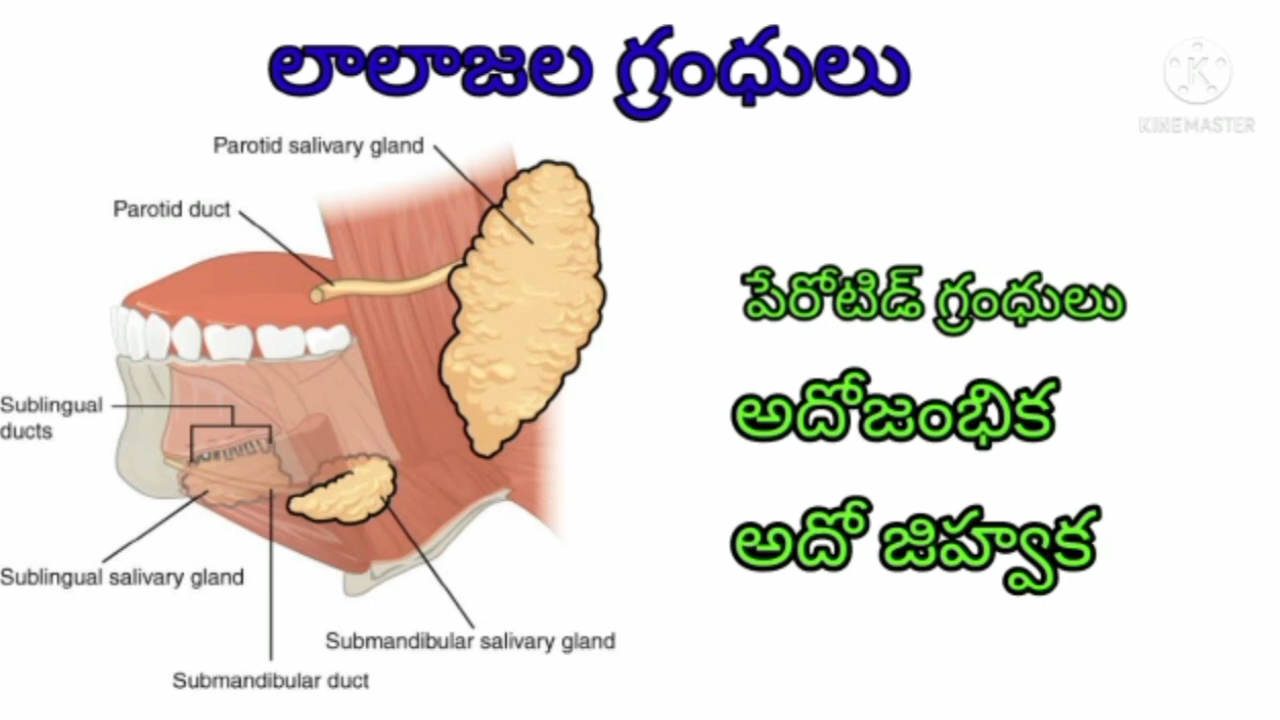 లాలాజల గ్రంధులు
KINEMASTER
Parotid salivary gland
Parotid duct
Sublingual
ducts
Sublingual salivary gland
Submandibular salivary gland
Submandibular duct
పేరోటిడ్ గ్రంధులు
అదోజంభిక
అదో జిహ్వక